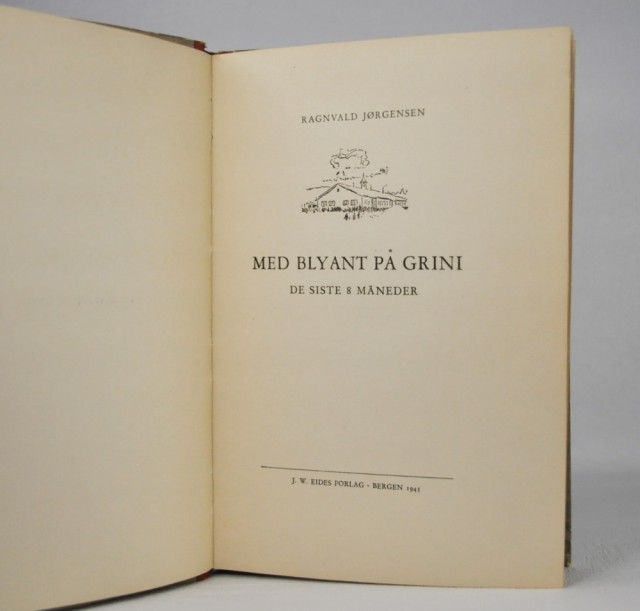 RAGNVALD JØRGENSEN
MED BLYANT PÅ GRINI
DE SISTE 8 MÅNEDER
J. W. EIDES FORLAG - BERGEN 1945